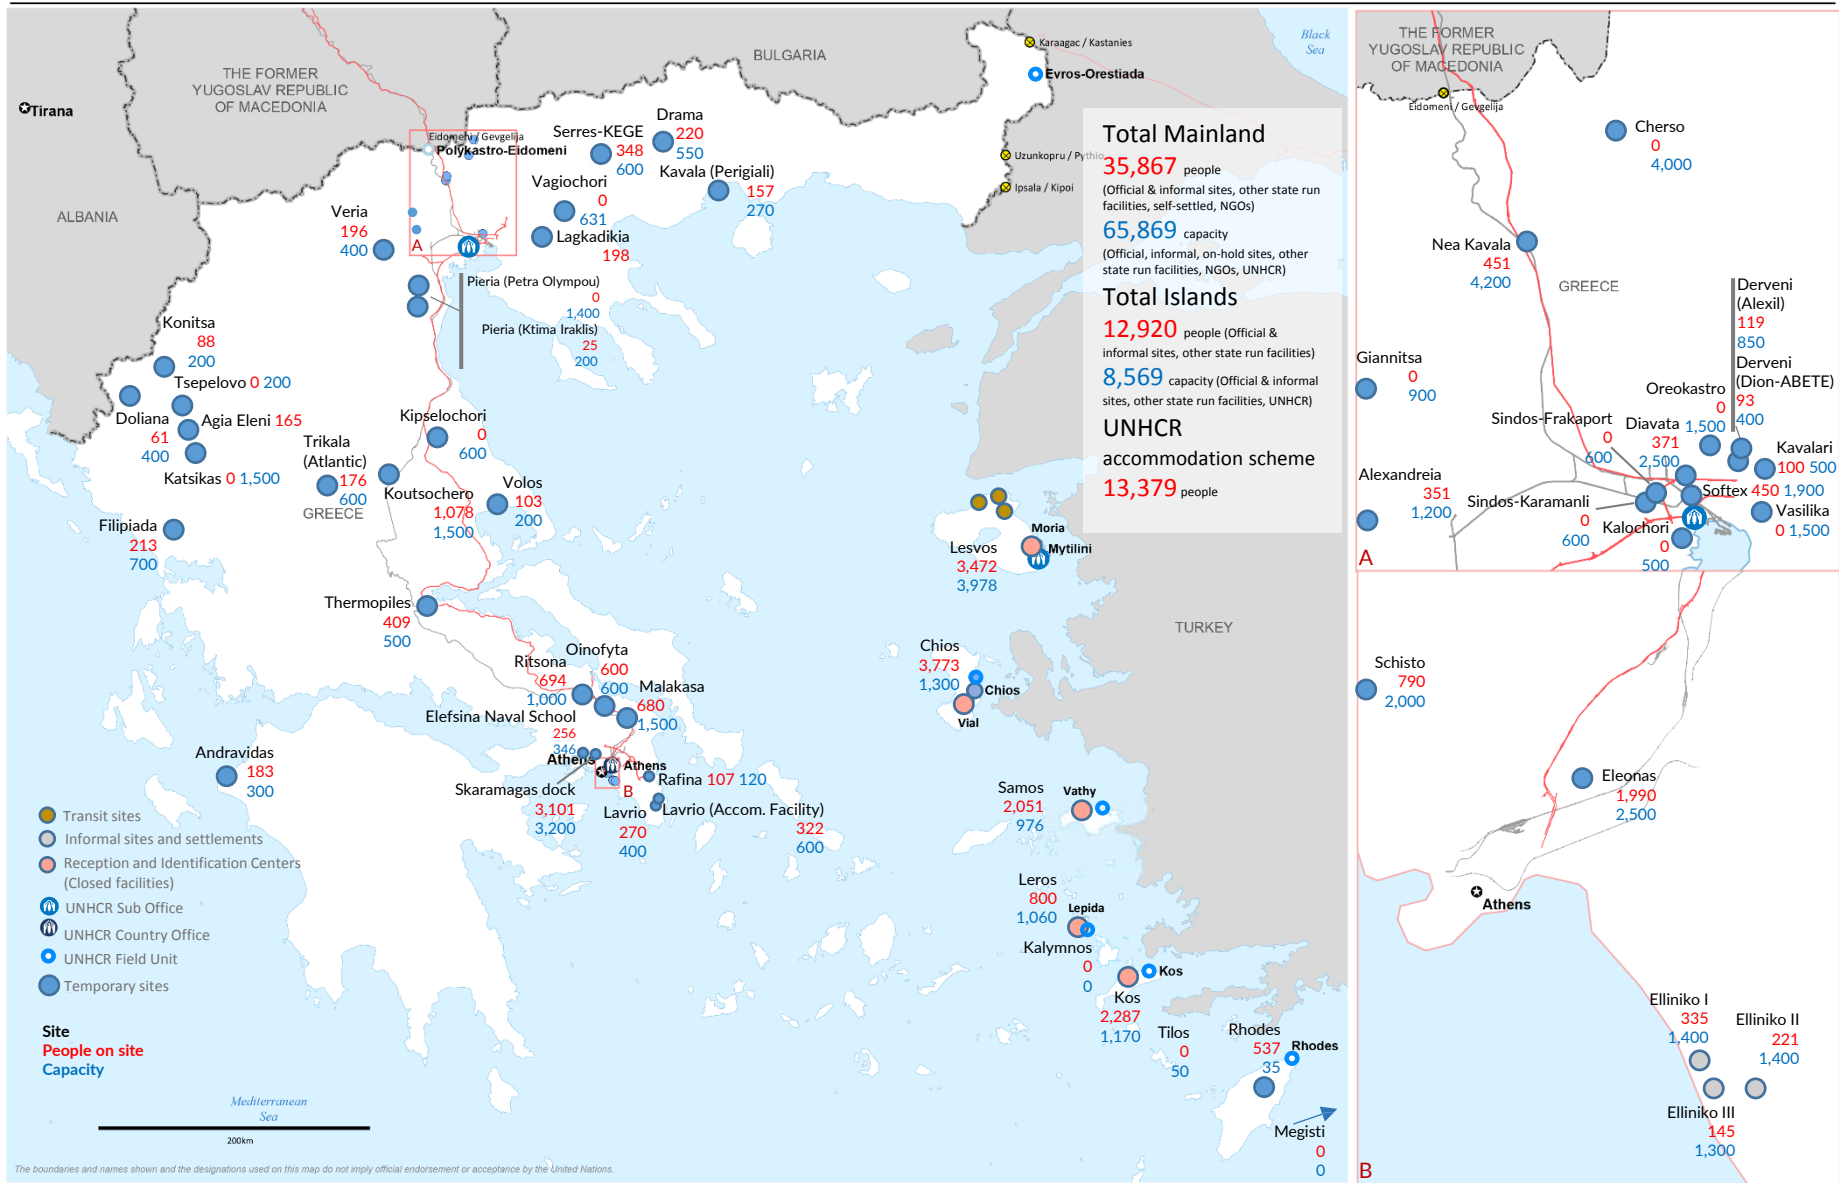 THE FORMER
YUGOSLAV REPUBLIC
OF MACEDONIA
BULGARIA
Black
Sea
Karaagac / Kastanies
Evros-Orestiada
Tirana
ALBANIA
Eidomeni / Gevgelija
Polykastro-Eidomeni
A
Serres-KEGE
348
600
Drama
220
550
Kavala (Perigiali)
157
270
Vagiochori
0
631
Lagkadikia
198
Uzunkopru / Pythio
Ipsala / Kipoi
Veria
196
400
Pieria (Petra Olympou)
0
1,400
Pieria (Ktima Iraklis)
25
200
Konitsa
88
200
Tsepelovo 0 200
Doliana
61
400
Agia Eleni 165
Katsikas 0 1,500
Trikala
(Atlantic)
176
600
GREECE
Kipselochori
0
600
Koutsochero
1,078
1,500
Volos
103
200
Filipiada
213
700
Thermopiles
409
500
Oinofyta
600
600
Ritsona
694
1,000
Malakasa
680
1,500
Elefsina Naval School
256
346
Athens
Athens
B
Skaramagas dock
3,101
3,200
Rafina 107 120
Lavrio
270
400
Lavrio (Accom. Facility)
322
600
Andravidas
183
300
Total Mainland
35,867 people
(Official & informal sites, other state run
facilities, self-settled, NGOs)
65,869 capacity
(Official, informal, on-hold sites, other
state run facilities, NGOs, UNHCR)
Total Islands
12,920 people (Official &
informal sites, other state run facilities)
8,569 capacity (Official & informal
sites, other state run facilities, UNHCR)
UNHCR
accommodation scheme
13,379 people
Moria
Mytilini
Lesvos
3,472
3,978
TURKEY
Chios
3,773
1,300
Chios
Vial
Samos
2,051
976
Vathy
Leros
800
1,060
Lepida
Kalymnos
0
0
Kos
Kos
2,287
1,170
Tilos
0
50
Rhodes
537
35
Rhodes
Megisti
0
0
Transit sites
Informal sites and settlements
Reception and Identification Centers
(Closed facilities)
UNHCR Sub Office
UNHCR Country Office
UNHCR Field Unit
Temporary sites
Site
People on site
Capacity
Mediterranean
Sea
200km
The boundaries and names shown and the designations used on this map do not imply official endorsement or acceptance by the United Nations.
THE FORMER
YUGOSLAV REPUBLIC
OF MACEDONIA
Eidomeni / Gevgelija
Cherso
0
4,000
Nea Kavala
451
4,200
GREECE
Derveni
(Alexil)
119
850
Derveni
(Dion-ABETE)
93
400
Giannitsa
0
900
Oreokastro
0
1,500
Sindos-Frakaport
0
600
Diavata
371
2,500
Kavalari
100 500
Alexandreia
351
1,200
Softex 450 1,900
Sindos-Karamanli
0
600
Vasilika
0 1,500
Kalochori
0
500
A
Schisto
790
2,000
Eleonas
1,990
2,500
Athens
Elliniko I
335
1,400
Elliniko II
221
1,400
Elliniko III
145
1,300
B